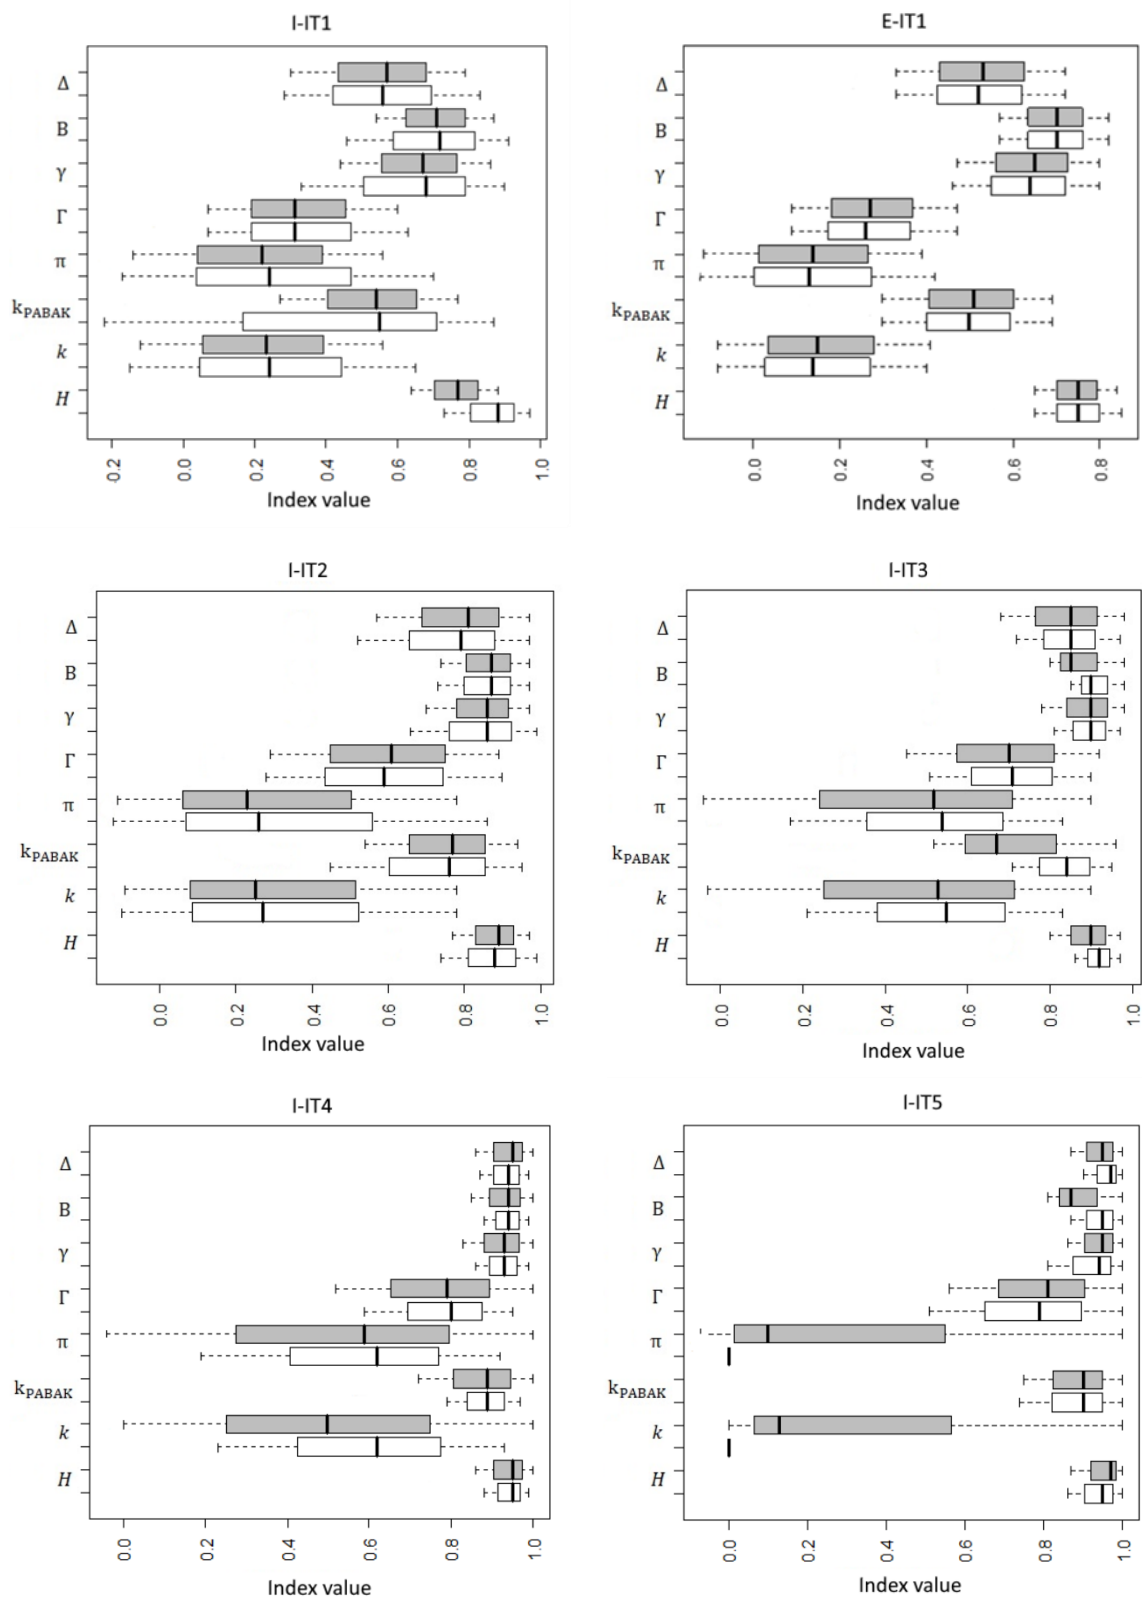 I-IT1
Δ
B
γ
Γ
π
kPABAK
k
H
-0.2
0.0
0.2
0.4
0.6
0.8
1.0
Index value
E-IT1
Δ
B
γ
Γ
π
kPABAK
k
H
0.0
0.2
0.4
0.6
0.8
Index value
I-IT2
Δ
B
γ
Γ
π
kPABAK
k
H
0.0
0.2
0.4
0.6
0.8
1.0
Index value
I-IT3
Δ
B
γ
Γ
π
kPABAK
k
H
0.0
0.2
0.4
0.6
0.8
1.0
Index value
I-IT4
Δ
B
γ
Γ
π
kPABAK
k
H
0.0
0.2
0.4
0.6
0.8
1.0
Index value
I-IT5
Δ
B
γ
Γ
π
kPABAK
k
H
0.0
0.2
0.4
0.6
0.8
1.0
Index value